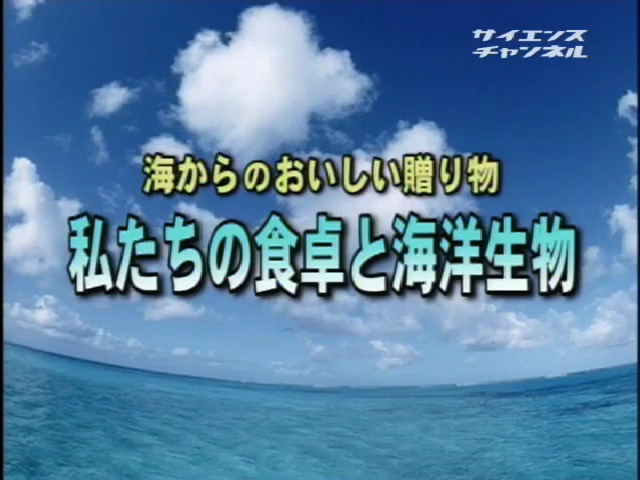 サイエンス
チャンネル
海からのおいしい贈り物
私たちの食卓と海洋生物